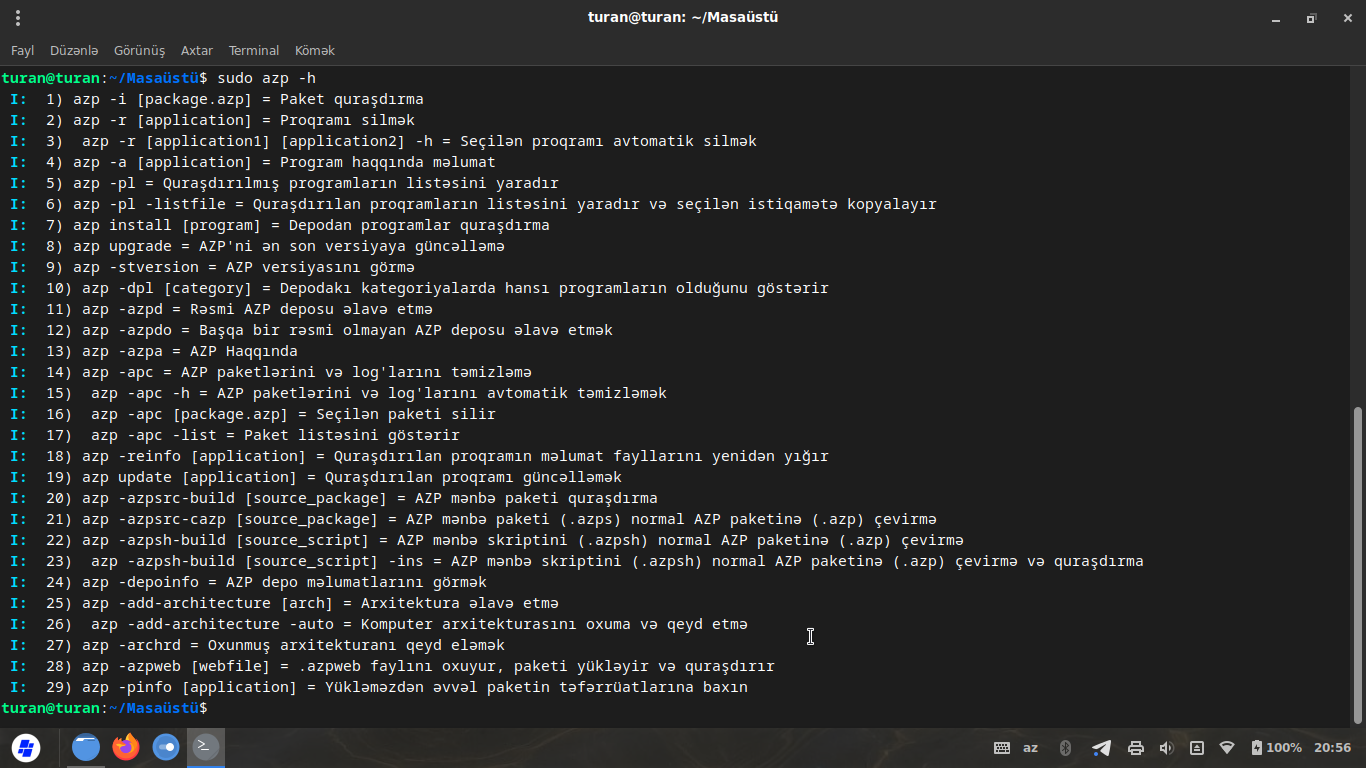 turan@turan: ~/Masaüstü
Fayl Düzənlə Görünüş Axtar Terminal Kömək
turan@turan:~/Masaüstü$ sudo azp -h
I: 1) azp -i [package.azp] = Paket quraşdırma
I: 2) azp -r [application] = Proqramı silmək
I: 3) azp -r [application1] [application2] -h = Seçilən proqramı avtomatik silmək
I: 4) azp -a [application] = Program haqqında məlumat
I: 5) azp -pl = Quraşdırılmış programların listəsini yaradır
I: 6) azp -pl -listfile = Quraşdırılan proqramların listəsini yaradır və seçilən istiqamətə kopyalayır
I: 7) azp install [program] = Depodan programlar quraşdırma
I: 8) azp upgrade = AZP'ni ən son versiyaya güncəlləmə
I: 9) azp -stversion = AZP versiyasını görmə
I: 10) azp -dpl [category] = Depodakı kategoriyalarda hansı programların olduğunu göstərir
I: 11) azp -azpd = Rəsmi AZP deposu əlavə etmə
I: 12) azp -azpdo = Başqa bir rəsmi olmayan AZP deposu əlavə etmək
I: 13) azp -azpa = AZP Haqqında
I: 14) azp -apc = AZP paketlərini və log'larını təmizləmə
I: 15) azp -apc -h = AZP paketlərini və log'larını avtomatik təmizləmək
I: 16) azp -apc [package.azp] = Seçilən paketi silir
I: 17) azp -apc -list = Paket listəsini göstərir
I: 18) azp -reinfo [application] = Quraşdırılan proqramın məlumat fayllarını yenidən yığır
I: 19) azp update [application] = Quraşdırılan proqramı güncəlləmək
I: 20) azp -azpsrc-build [source_package] = AZP mənbə paketi quraşdırma
I: 21) azp -azpsrc-cazp [source_package] = AZP mənbə paketi (.azps) normal AZP paketinə (.azp) çevirmə
I: 22) azp -azpsh-build [source_script] = AZP mənbə skriptini (.azpsh) normal AZP paketinə (.azp) çevirmə
I: 23) azp -azpsh-build [source_script] -ins = AZP mənbə skriptini (.azpsh) normal AZP paketinə (.azp) çevirmə və quraşdırma
I: 24) azp -depoinfo = AZP depo məlumatlarını görmək
I: 25) azp -add-architecture [arch] = Arxitektura əlavə etmə
I: 26) azp -add-architecture -auto = Komputer arxitekturasını oxuma və qeyd etmə
I: 27) azp -archrd = Oxunmuş arxitekturanı qeyd eləmək
I: 28) azp -azpweb [webfile] = .azpweb faylını oxuyur, paketi yükləyir və quraşdırır
I: 29) azp -pinfo [application] = Yükləməzdən əvvəl paketin təfərrüatlarına baxın
turan@turan:~/Masaüstü$
az 100% 20:56